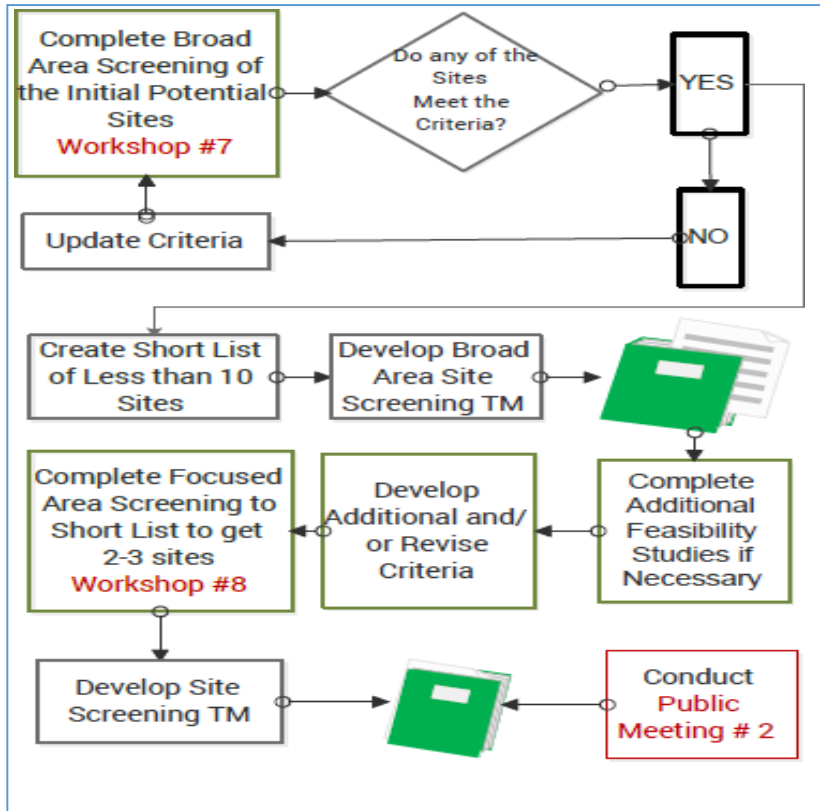 Complete Broad
Area Screening of
the Initial Potential
Sites
Workshop #7
Do any of the
Sites
Meet the
Criteria?
YES
Update Criteria
NO
Create Short List
of Less than 10
Sites
Develop Broad
Area Site
Screening TM
Complete Focused
Area Screening to
Short List to get
2-3 sites
Workshop #8
Develop
Additional and/
or Revise
Criteria
Complete
Additional
Feasibility
Studies if
Necessary
Develop Site
Screening TM
Conduct
Public
Meeting # 2